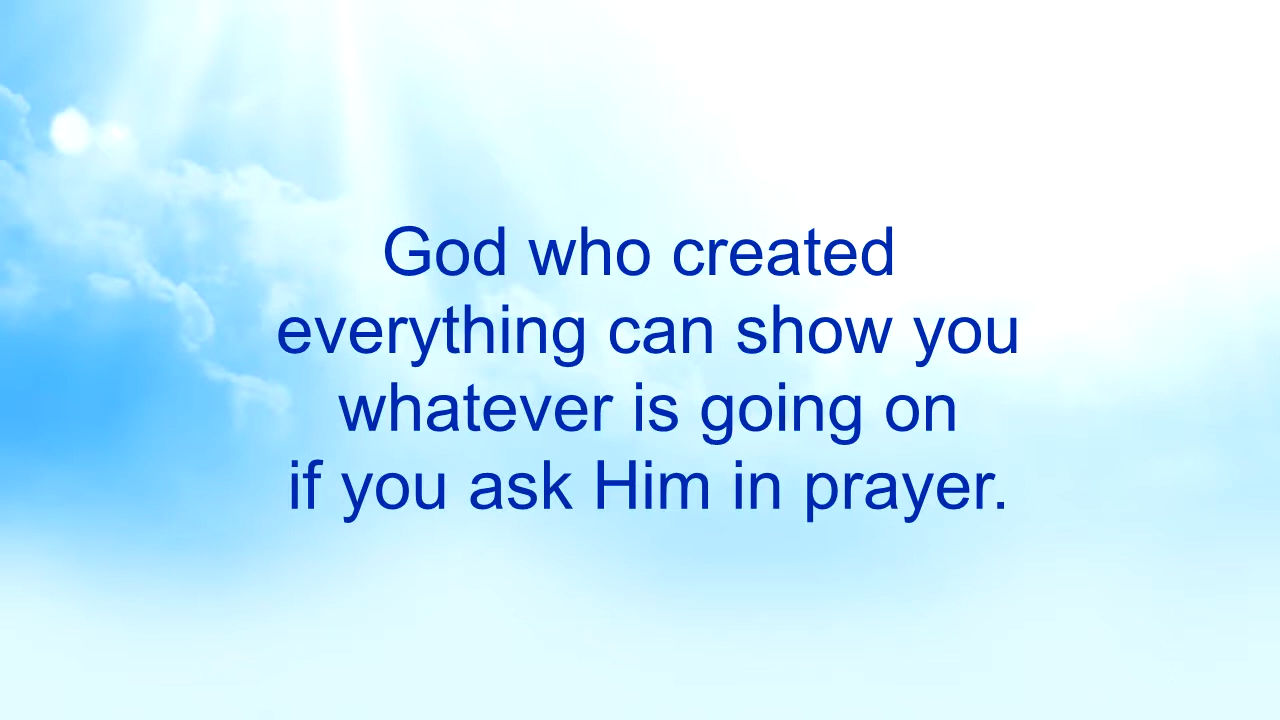 God who created
everything can show you
whatever is going on
if you ask Him in prayer.